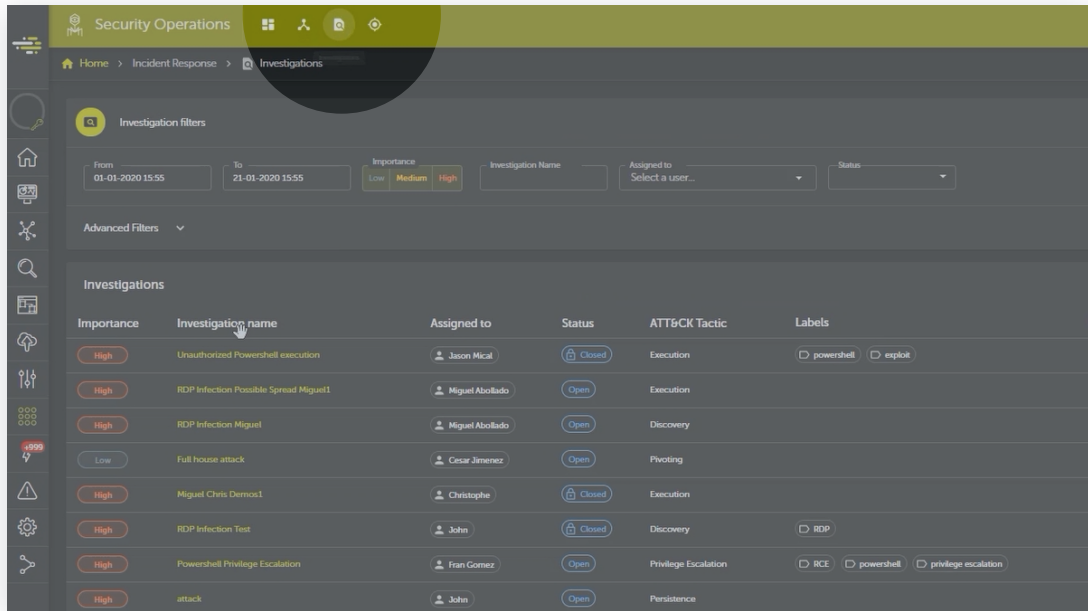 Security Operations
Home > Incident Response > Investigations
Investigation filters
From To Importance Investigation Name Assigned to Status
01-01-2020 15:55 21-01-2020 15:55 Low Medium High Select a user...
Advanced Filters
Investigations
Importance Investigation name Assigned to Status ATT&CK Tactic Labels
High Unauthorized Powershell execution Jason Mical Closed Execution powershell exploit
High RDP Infection Possible Spread Miguel1 Miguel Abollado Open Execution
High RDP Infection Miguel Miguel Abollado Open Discovery
+999
Low Full house attack Cesar Jimenez Open Pivoting
High Miguel Chris Demos1 Christophe Closed Execution
High RDP Infection Test John Closed Discovery RDP
High Powershell Privilege Escalation Fran Gomez Open Privilege Escalation RCE powershell privilege escalation
High attack John Open Persistence